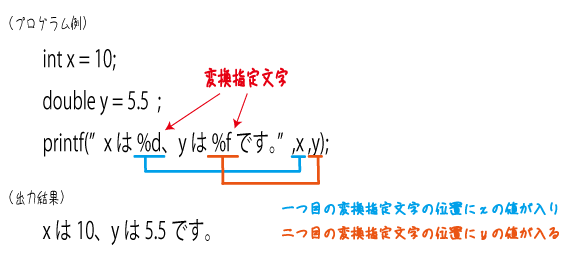 （プログラム例）
int x = 10;
double y = 5.5 ;
変換指定文字
printf(” x は %d、y は %f です。” ,x ,y);
（出力結果）
x は 10、y は 5.5 です。
一つ目の変換指定文字の位置にxの値が入り
二つ目の変換指定文字の位置にyの値が入る